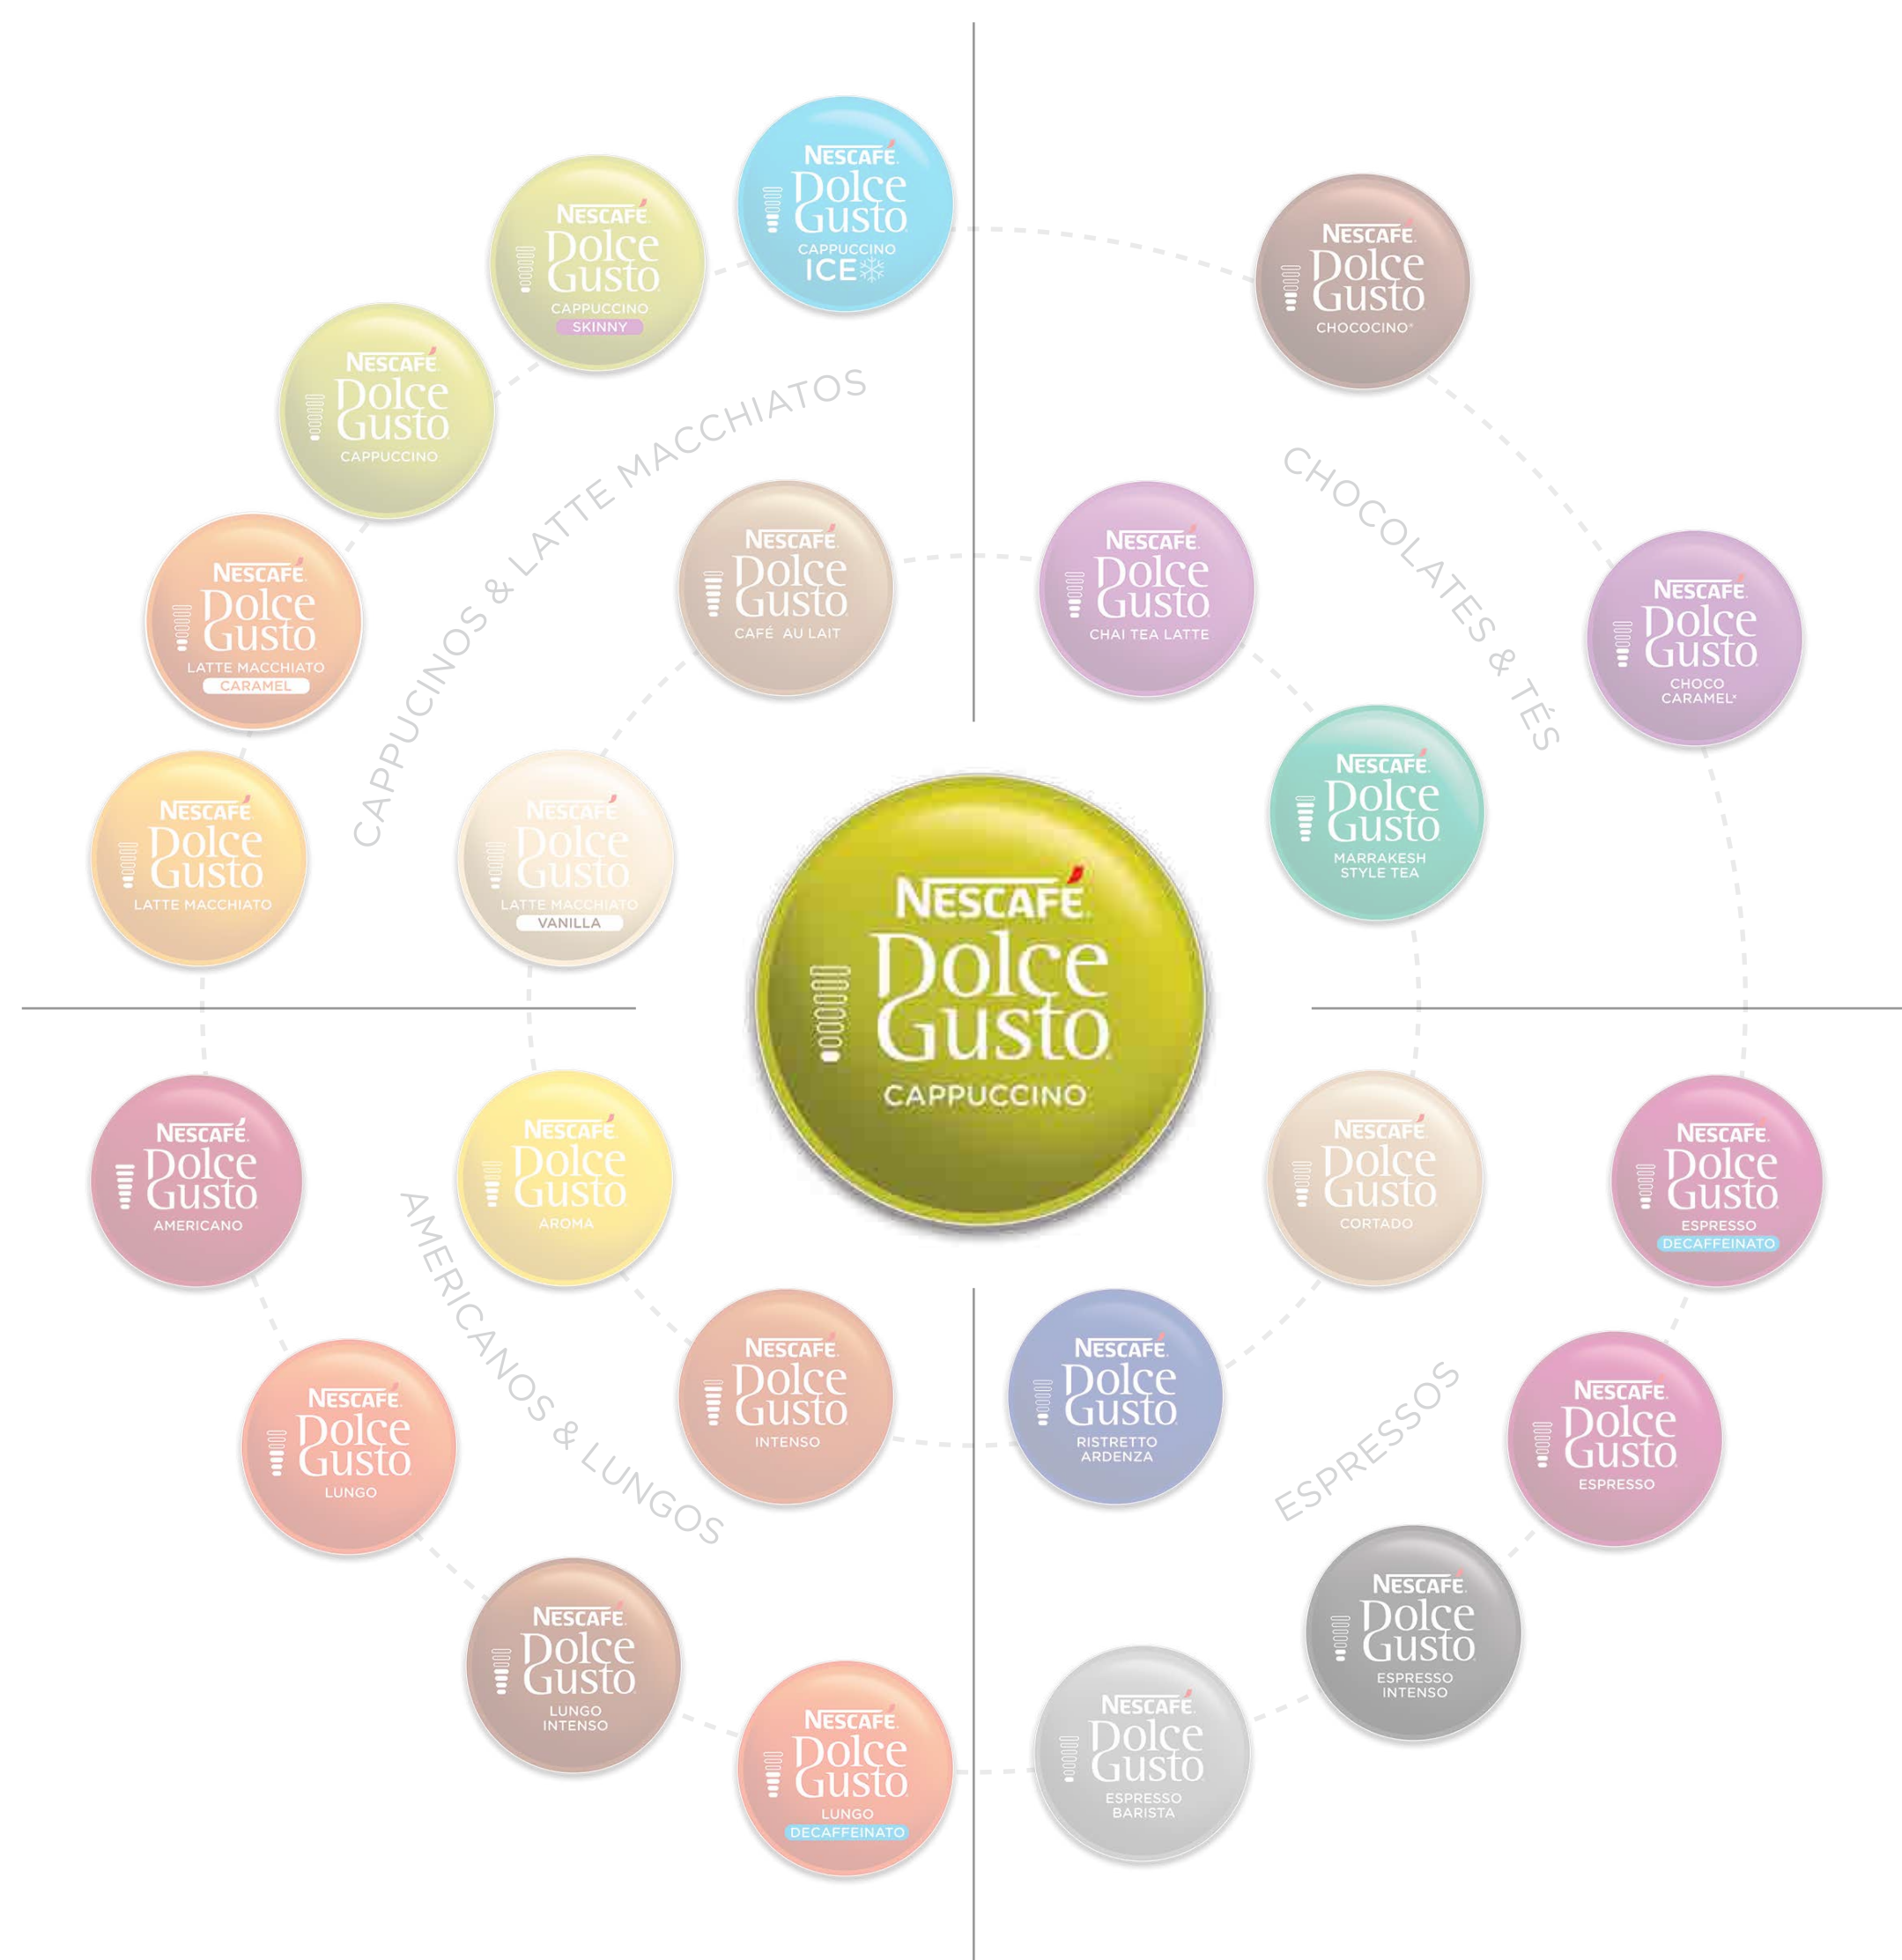 NESCAFÉ.
Dolce
Gusto
CAPPUCCINO
ICE
NESCAFÉ.
Dolce
Gusto
CAPPUCCINO
SKINNY
NESCAFÉ.
Dolce
Gusto
CAPPUCCINO
NESCAFÉ.
Dolce
Gusto
LATTE MACCHIATO
CARAMEL
NESCAFÉ.
Dolce
Gusto
LATTE MACCHIATO
CAPPUCINOS & LATTE MACCHIATOS
NESCAFÉ.
Dolce
Gusto
CAFÉ AU LAIT
NESCAFÉ.
Dolce
Gusto
LATTE MACCHIATO
VANILLA
NESCAFÉ.
Dolce
Gusto
CHOCOCINO®
NESCAFÉ.
Dolce
Gusto
CHOCO
CARAMEL*
CHOCOLATES & TÉS
NESCAFÉ.
Dolce
Gusto
CHAI TEA LATTE
NESCAFÉ.
Dolce
Gusto
MARRAKESH
STYLE TEA
NESCAFÉ.
Dolce
Gusto
CAPPUCCINO
NESCAFÉ.
Dolce
Gusto
AMERICANO
NESCAFÉ.
Dolce
Gusto
AROMA
AMERICANOS & LUNGOS
NESCAFÉ.
Dolce
Gusto
LUNGO
NESCAFÉ.
Dolce
Gusto
INTENSO
NESCAFÉ.
Dolce
Gusto
LUNGO
INTENSO
NESCAFÉ.
Dolce
Gusto
LUNGO
DECAFFEINATO
NESCAFÉ.
Dolce
Gusto
CORTADO
NESCAFÉ.
Dolce
Gusto
ESPRESSO
DECAFFEINATO
NESCAFÉ.
Dolce
Gusto
RISTRETTO
ARDENZA
ESPRESSOS
NESCAFÉ.
Dolce
Gusto
ESPRESSO
NESCAFÉ.
Dolce
Gusto
ESPRESSO
INTENSO
NESCAFÉ.
Dolce
Gusto
ESPRESSO
BARISTA